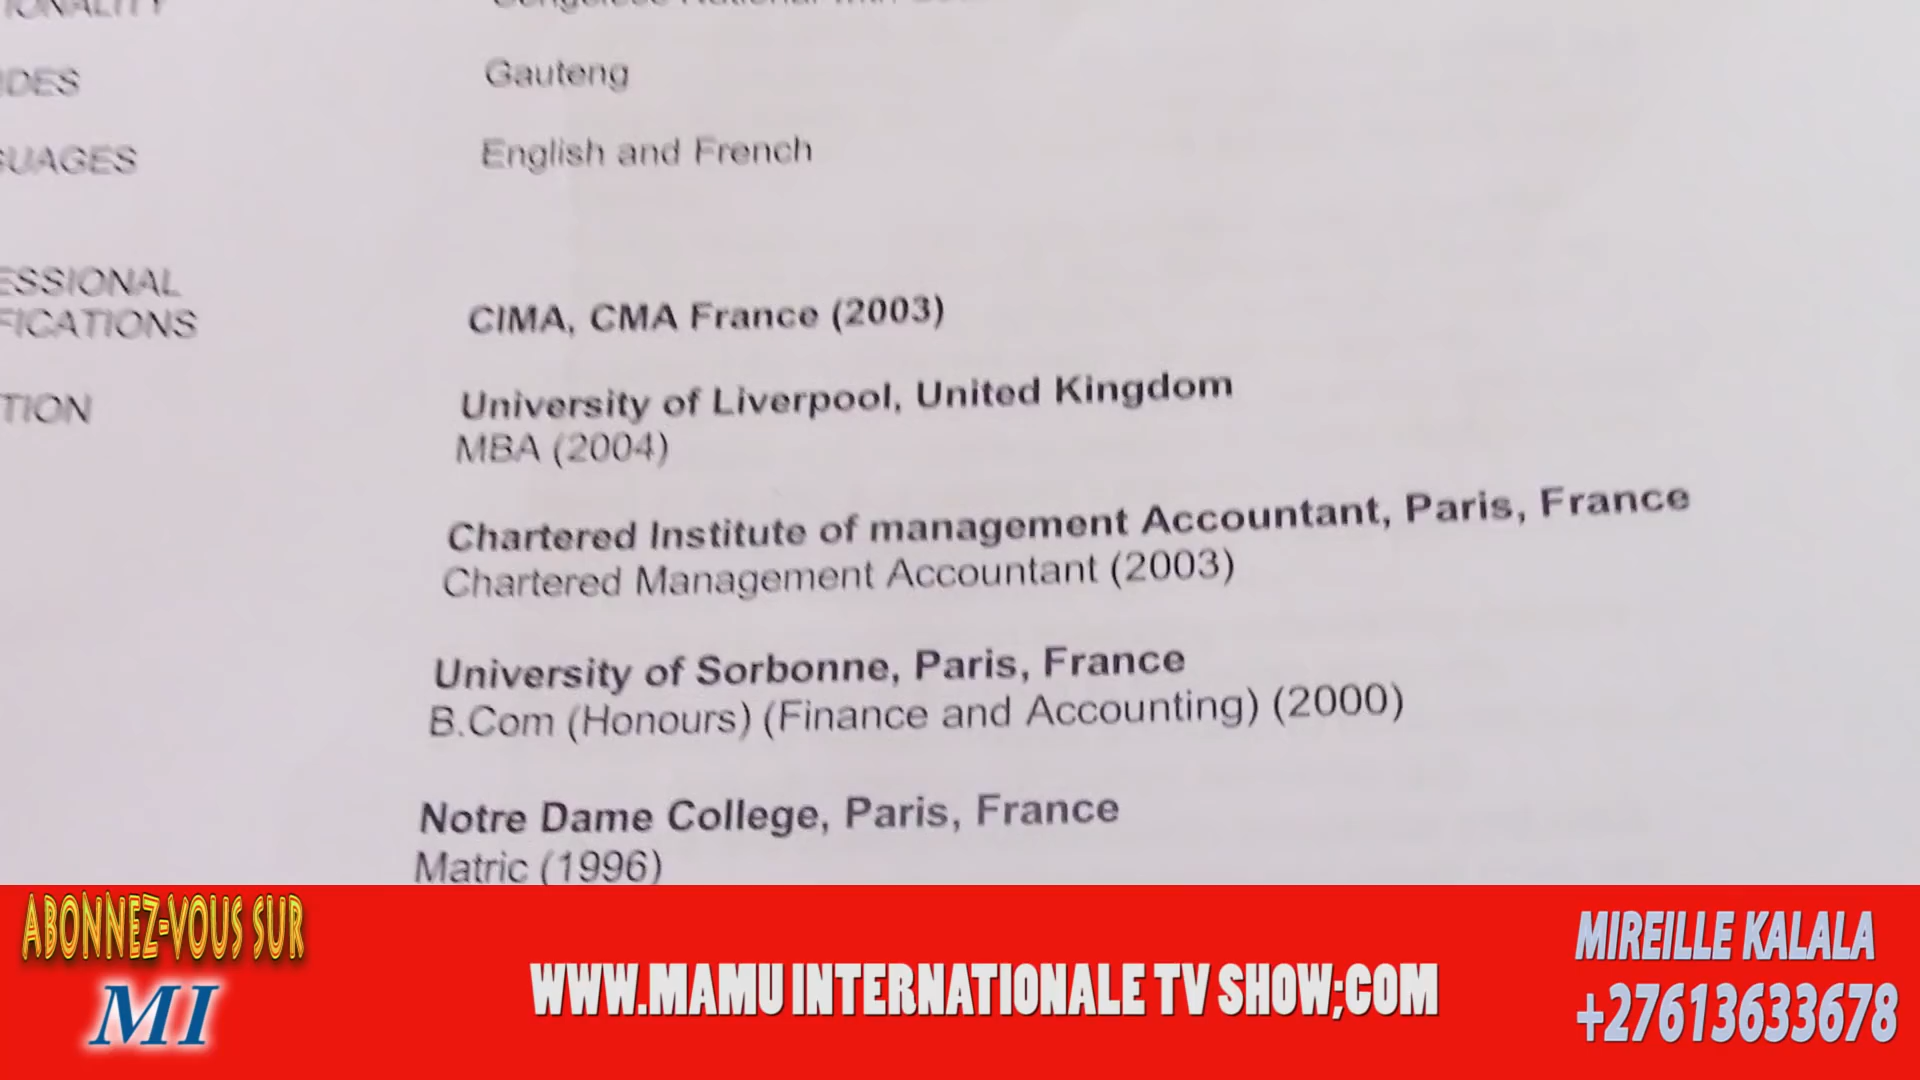 Gauteng
English and French
CIMA, CMA France (2003)
University of Liverpool, United Kingdom
MBA (2004)
Chartered Institute of management Accountant, Paris, France
Chartered Management Accountant (2003)
University of Sorbonne, Paris, France
B.Com (Honours) (Finance and Accounting) (2000)
Notre Dame College, Paris, France
Matric (1996)
ABONNEZ-VOUS SUR
MI
WWW.MAMU INTERNATIONALE TV SHOW;COM
MIREILLE KALALA
+27613633678